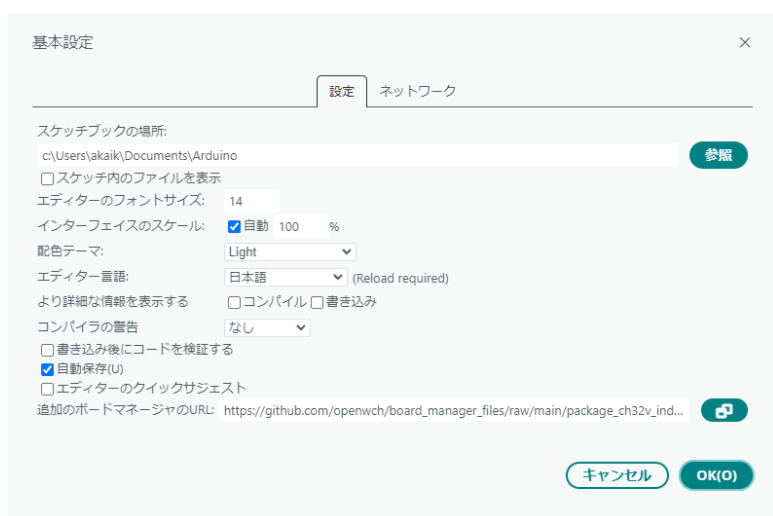 基本設定
設定 ネットワーク
スケッチブックの場所:
c:\Users\akaik\Documents\Arduino 参照
スケッチ内のファイルを表示
エディターのフォントサイズ: 14
インターフェイスのスケール: 自動 100 %
配色テーマ: Light
エディター言語: 日本語 (Reload required)
より詳細な情報を表示する コンパイル 書き込み
コンパイラの警告 なし
書き込み後にコードを検証する
自動保存(U)
エディターのクイックサジェスト
追加のボードマネージャのURL: https://github.com/openwch/board_manager_files/raw/main/package_ch32v_ind...
キャンセル OK(O)